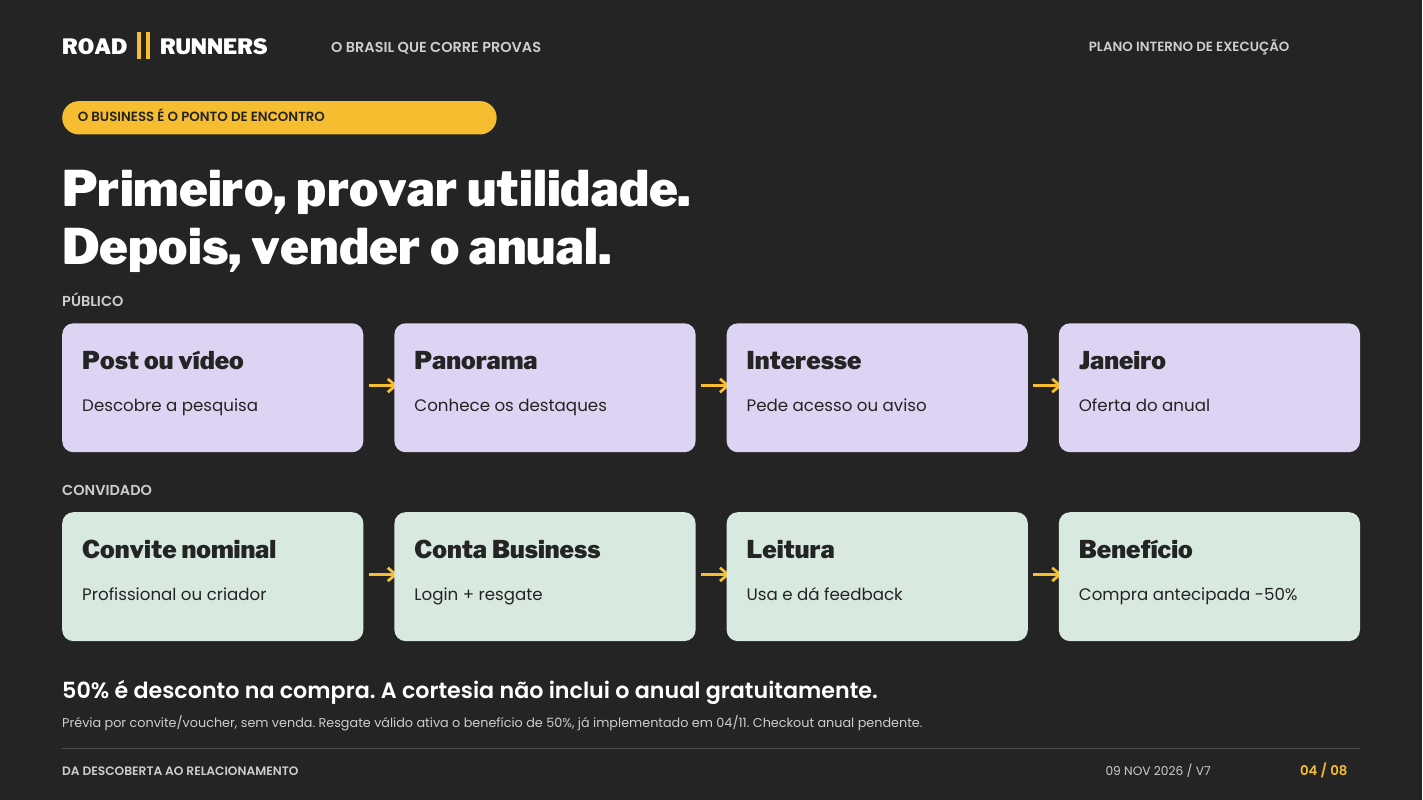 ROAD || RUNNERS
O BRASIL QUE CORRE PROVAS
PLANO INTERNO DE EXECUÇÃO
O BUSINESS É O PONTO DE ENCONTRO
Primeiro, provar utilidade.
Depois, vender o anual.
PÚBLICO
Post ou vídeo
Descobre a pesquisa
→
Panorama
Conhece os destaques
→
Interesse
Pede acesso ou aviso
→
Janeiro
Oferta do anual
CONVIDADO
Convite nominal
Profissional ou criador
→
Conta Business
Login + resgate
→
Leitura
Usa e dá feedback
→
Benefício
Compra antecipada -50%
50% é desconto na compra. A cortesia não inclui o anual gratuitamente.
Prévia por convite/voucher, sem venda. Resgate válido ativa o benefício de 50%, já implementado em 04/11. Checkout anual pendente.
DA DESCOBERTA AO RELACIONAMENTO
09 NOV 2026 / V7
04 / 08